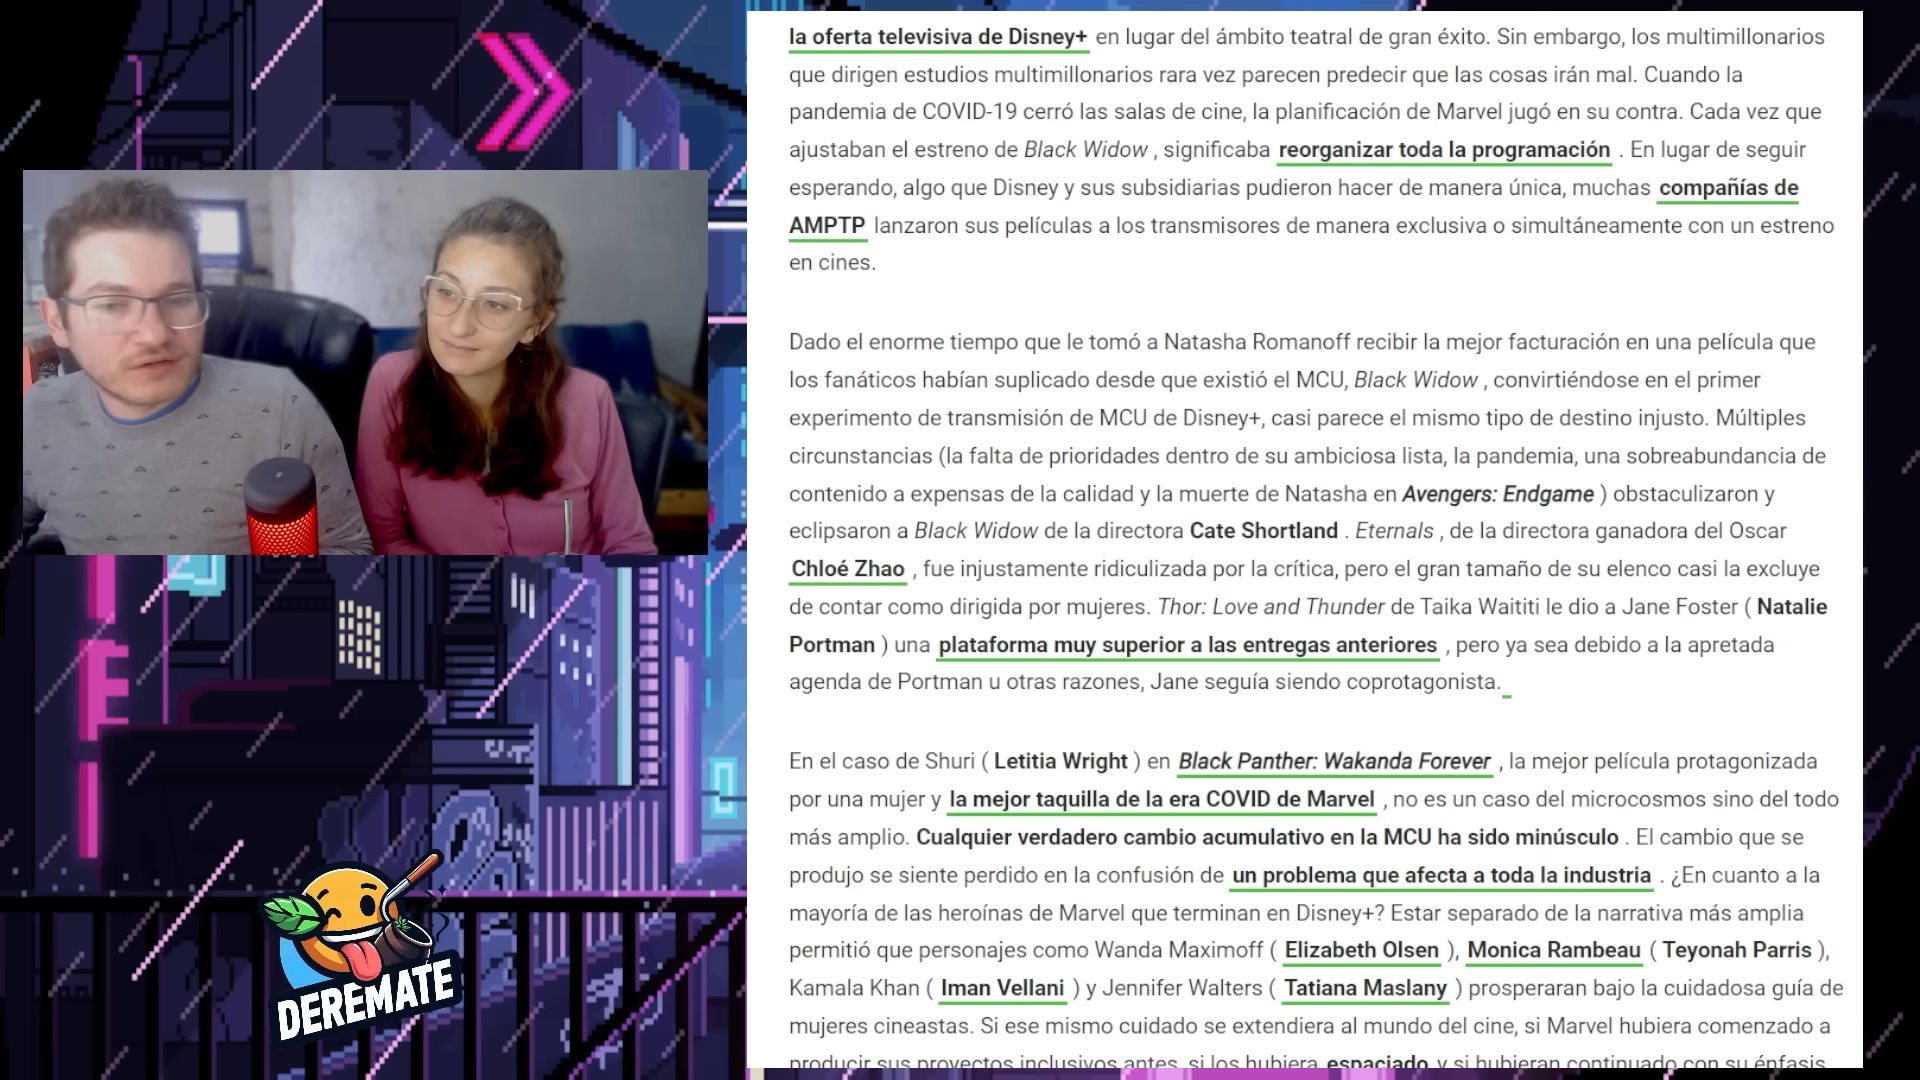 la oferta televisiva de Disney+ en lugar del ámbito teatral de gran éxito. Sin embargo, los multimillonarios
que dirigen estudios multimillonarios rara vez parecen predecir que las cosas irán mal. Cuando la
pandemia de COVID-19 cerró las salas de cine, la planificación de Marvel jugó en su contra. Cada vez que
ajustaban el estreno de Black Widow , significaba reorganizar toda la programación . En lugar de seguir
esperando, algo que Disney y sus subsidiarias pudieron hacer de manera única, muchas compañías de
AMPTP lanzaron sus películas a los transmisores de manera exclusiva o simultáneamente con un estreno
en cines.
Dado el enorme tiempo que le tomó a Natasha Romanoff recibir la mejor facturación en una película que
los fanáticos habían suplicado desde que existió el MCU, Black Widow , convirtiéndose en el primer
experimento de transmisión de MCU de Disney+, casi parece el mismo tipo de destino injusto. Múltiples
circunstancias (la falta de prioridades dentro de su ambiciosa lista, la pandemia, una sobreabundancia de
contenido a expensas de la calidad y la muerte de Natasha en Avengers: Endgame ) obstaculizaron y
eclipsaron a Black Widow de la directora Cate Shortland . Eternals , de la directora ganadora del Oscar
Chloé Zhao , fue injustamente ridiculizada por la crítica, pero el gran tamaño de su elenco casi la excluye
de contar como dirigida por mujeres. Thor: Love and Thunder de Taika Waititi le dio a Jane Foster ( Natalie
Portman ) una plataforma muy superior a las entregas anteriores , pero ya sea debido a la apretada
agenda de Portman u otras razones, Jane seguía siendo coprotagonista.
En el caso de Shuri ( Letitia Wright ) en Black Panther: Wakanda Forever , la mejor película protagonizada
por una mujer y la mejor taquilla de la era COVID de Marvel , no es un caso del microcosmos sino del todo
más amplio. Cualquier verdadero cambio acumulativo en la MCU ha sido minúsculo . El cambio que se
produjo se siente perdido en la confusión de un problema que afecta a toda la industria . ¿En cuanto a la
mayoría de las heroínas de Marvel que terminan en Disney+? Estar separado de la narrativa más amplia
permitió que personajes como Wanda Maximoff ( Elizabeth Olsen ), Monica Rambeau ( Teyonah Parris ),
Kamala Khan ( Iman Vellani ) y Jennifer Walters ( Tatiana Maslany ) prosperaran bajo la cuidadosa guía de
mujeres cineastas. Si ese mismo cuidado se extendiera al mundo del cine, si Marvel hubiera comenzado a
producir sus proyectos inclusivos antes, si los hubiera espaciado y si hubieran continuado con su énfasis
DEREMATE